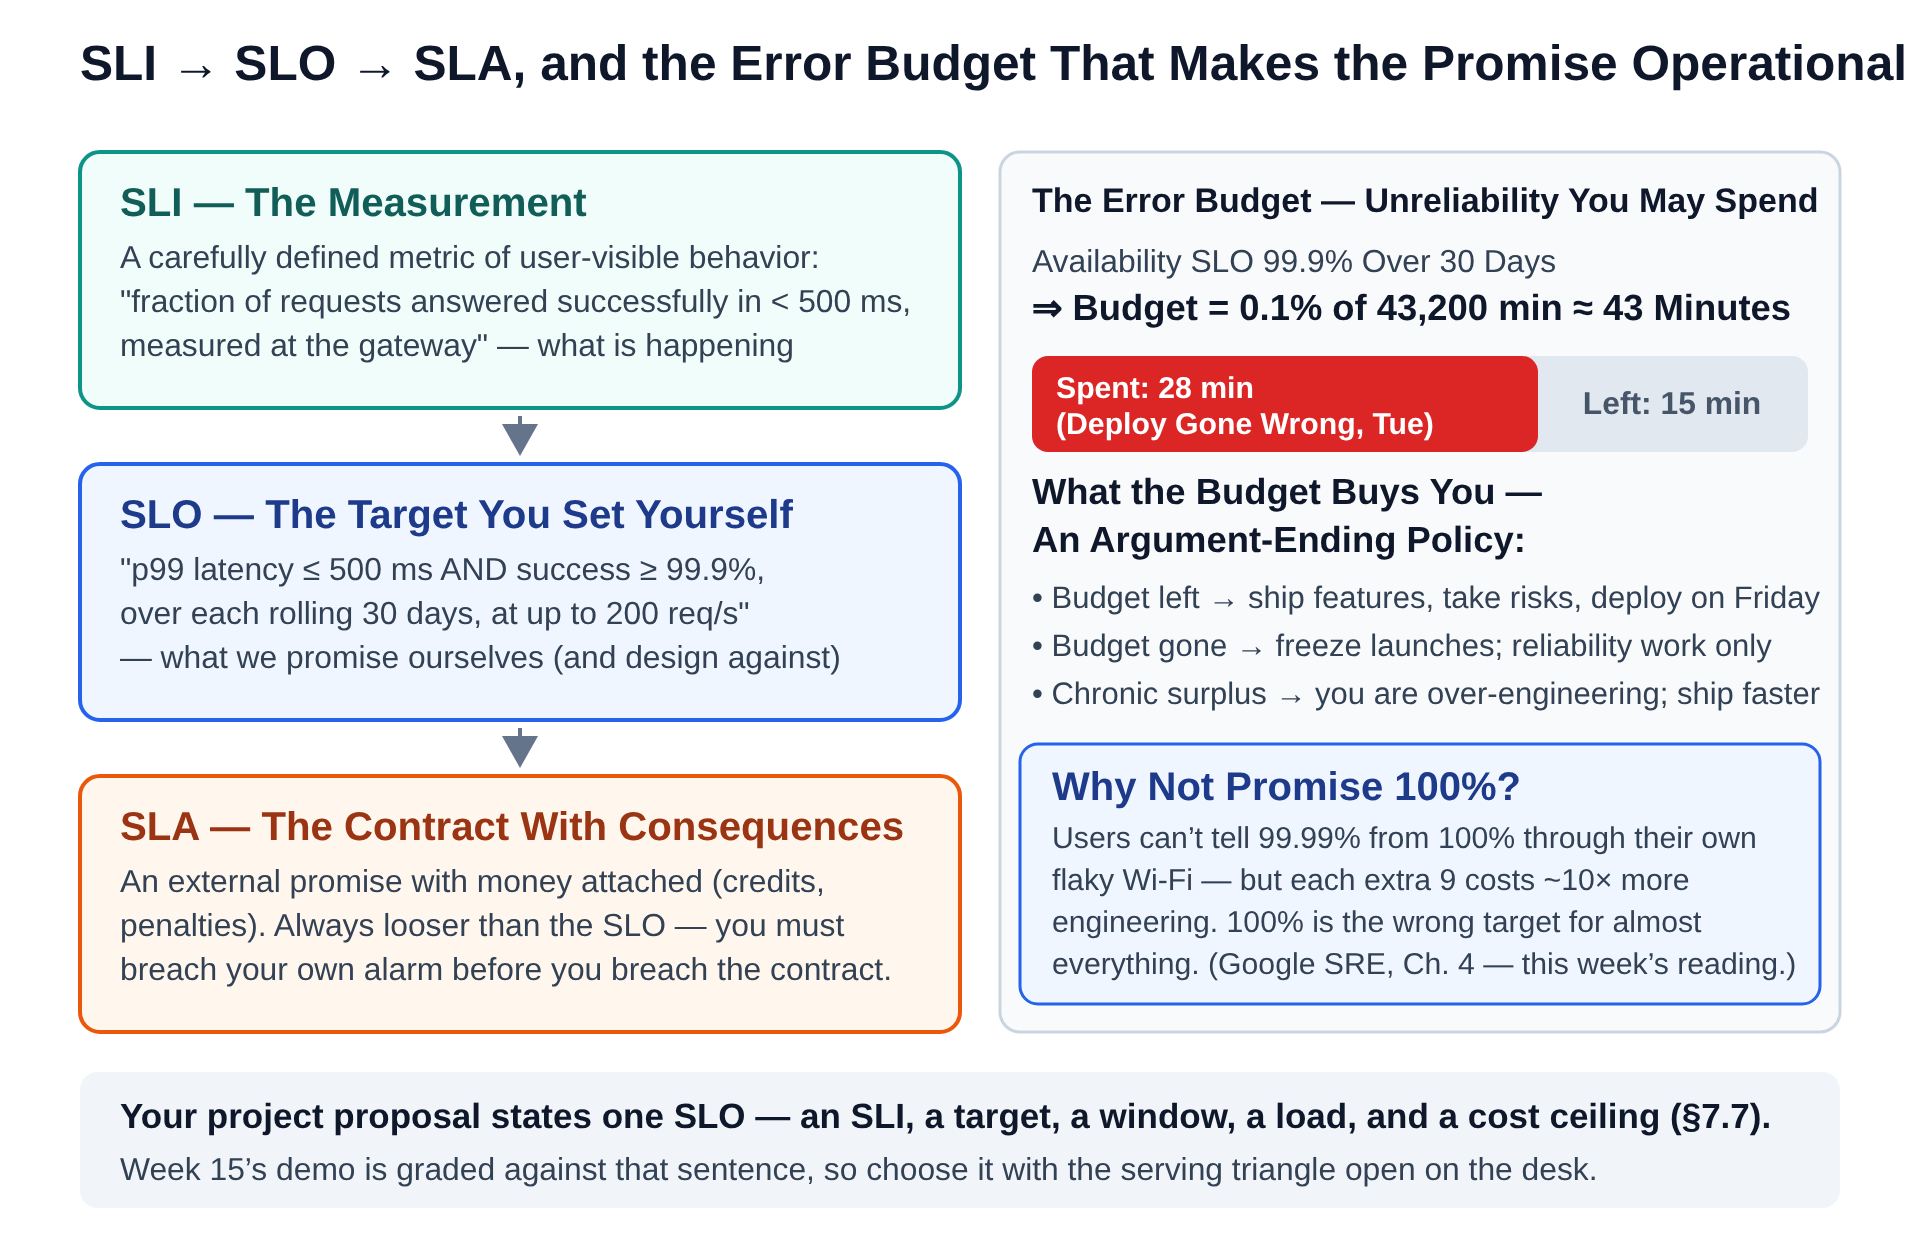 SLI → SLO → SLA, and the Error Budget That Makes the Promise Operational
SLI — The Measurement
A carefully defined metric of user-visible behavior:
"fraction of requests answered successfully in < 500 ms,
measured at the gateway" — what is happening
SLO — The Target You Set Yourself
"p99 latency ≤ 500 ms AND success ≥ 99.9%,
over each rolling 30 days, at up to 200 req/s"
— what we promise ourselves (and design against)
SLA — The Contract With Consequences
An external promise with money attached (credits,
penalties). Always looser than the SLO — you must
breach your own alarm before you breach the contract.
The Error Budget — Unreliability You May Spend
Availability SLO 99.9% Over 30 Days
⇒ Budget = 0.1% of 43,200 min ≈ 43 Minutes
Spent: 28 min
(Deploy Gone Wrong, Tue)
Left: 15 min
What the Budget Buys You —
An Argument-Ending Policy:
• Budget left → ship features, take risks, deploy on Friday
• Budget gone → freeze launches; reliability work only
• Chronic surplus → you are over-engineering; ship faster
Why Not Promise 100%?
Users can’t tell 99.99% from 100% through their own
flaky Wi-Fi — but each extra 9 costs ~10× more
engineering. 100% is the wrong target for almost
everything. (Google SRE, Ch. 4 — this week’s reading.)
Your project proposal states one SLO — an SLI, a target, a window, a load, and a cost ceiling (§7.7).
Week 15’s demo is graded against that sentence, so choose it with the serving triangle open on the desk.